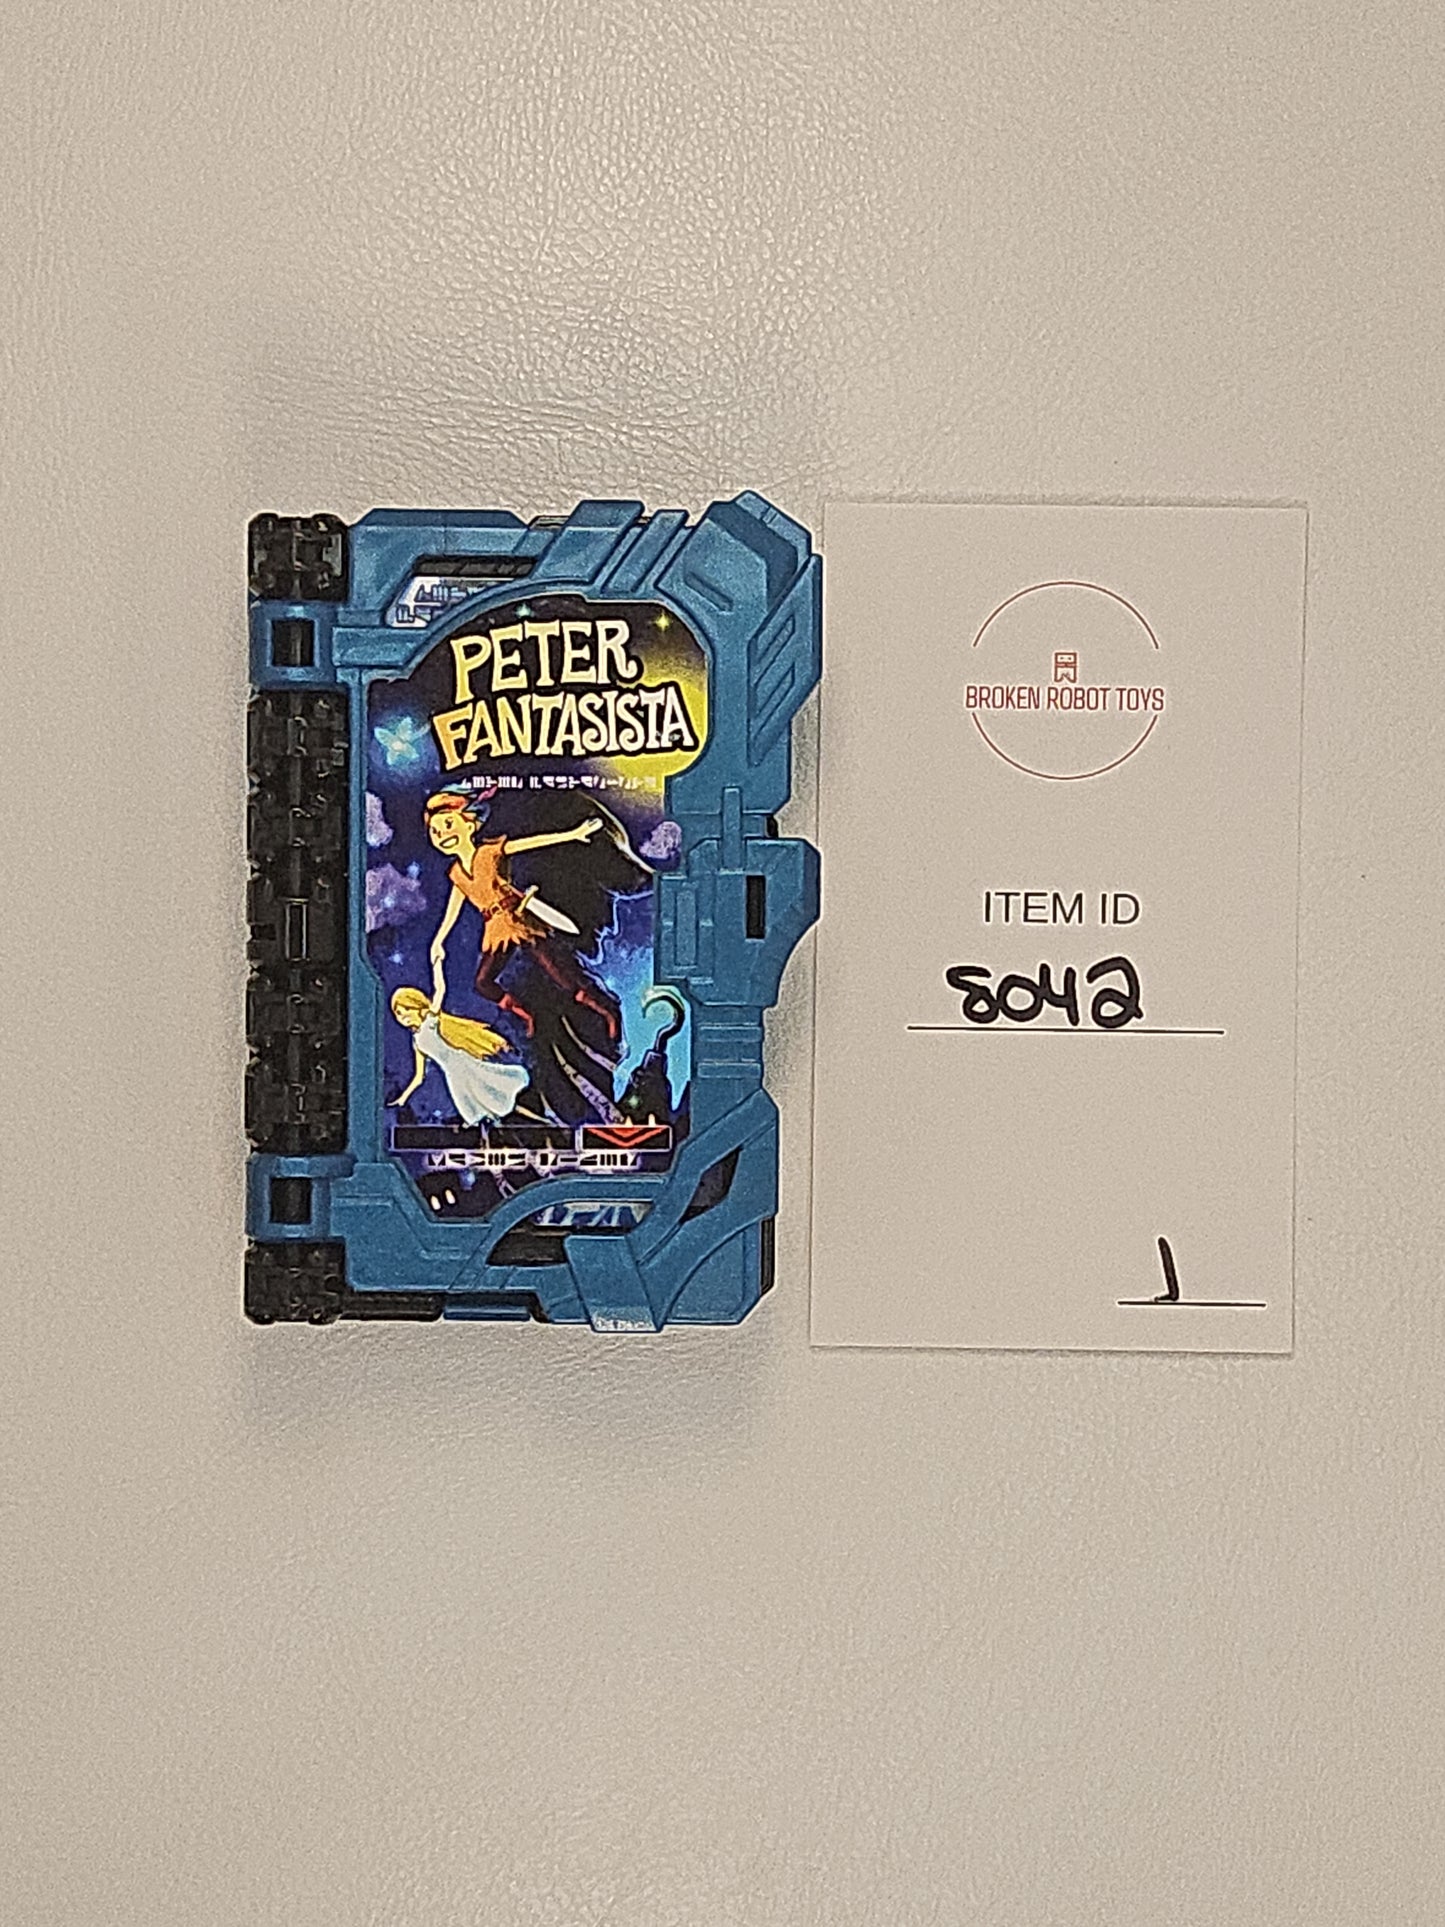 PETER
FANTASISTA
BROKEN ROBOT TOYS
ITEM ID
8042
1